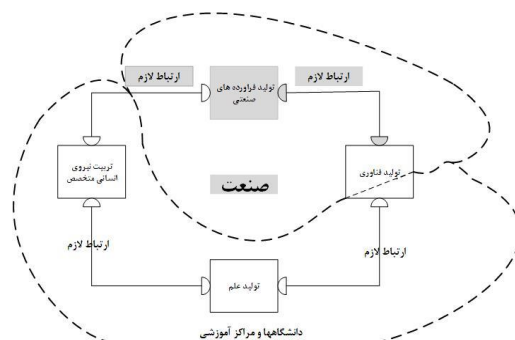 ارتباط لازم
ارتباط لازم
تولید فراورده های
صنعتی
تولید فناوری
تربیت نیروی
انسانی متخصص
صنعت
ارتباط لازم
ارتباط لازم
تولید علم
دانشگاهها و مراکز آموزشی